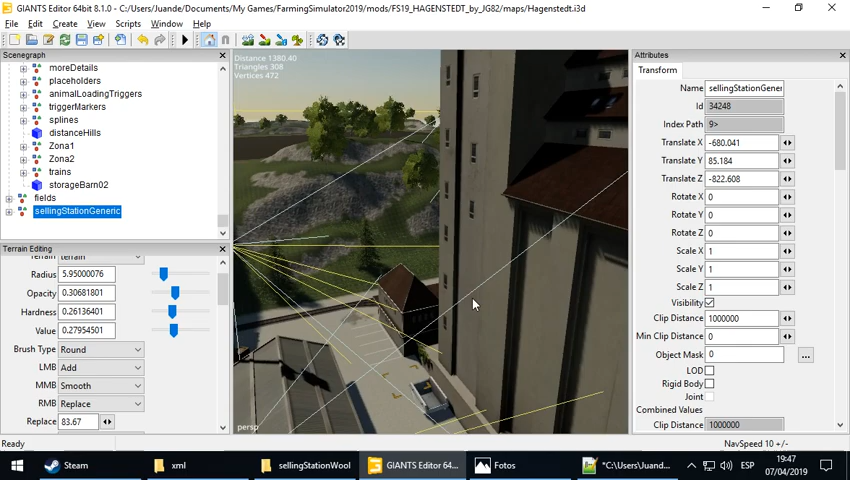 GIANTS Editor 64bit 8.1.0 - C:/Users/Juande/Documents/My Games/FarmingSimulator2019/mods/FS19_HAGENSTEDT_by_JG82/maps/Hagenstedt.i3d
File Edit Create View Scripts Window Help
Scenegraph
moreDetails
placeholders
animalLoadingTriggers
triggerMarkers
splines
distanceHills
Zona1
Zona2
trains
storageBarn02
fields
sellingStationGeneric
Terrain Editing
terrain
Radius 5.95000076
Opacity 0.30681801
Hardness 0.26136401
Value 0.27954501
Brush Type Round
LMB Add
MMB Smooth
RMB Replace
Replace 83.67
Distance 1380.40
Triangles 308
Vertices 472
persp
Attributes
Transform
Name sellingStationGener
Id 34248
Index Path 9>
Translate X -680.041
Translate Y 85.184
Translate Z -822.608
Rotate X 0
Rotate Y 0
Rotate Z 0
Scale X 1
Scale Y 1
Scale Z 1
Visibility
Clip Distance 1000000
Min Clip Distance 0
Object Mask 0 ...
LOD
Rigid Body
Joint
Combined Values
Clip Distance 1000000
Ready
NavSpeed 10 +/-
Steam
xml
sellingStationWool
GIANTS Editor 64...
Fotos
*C:\Users\Juand...
ESP
19:47
07/04/2019